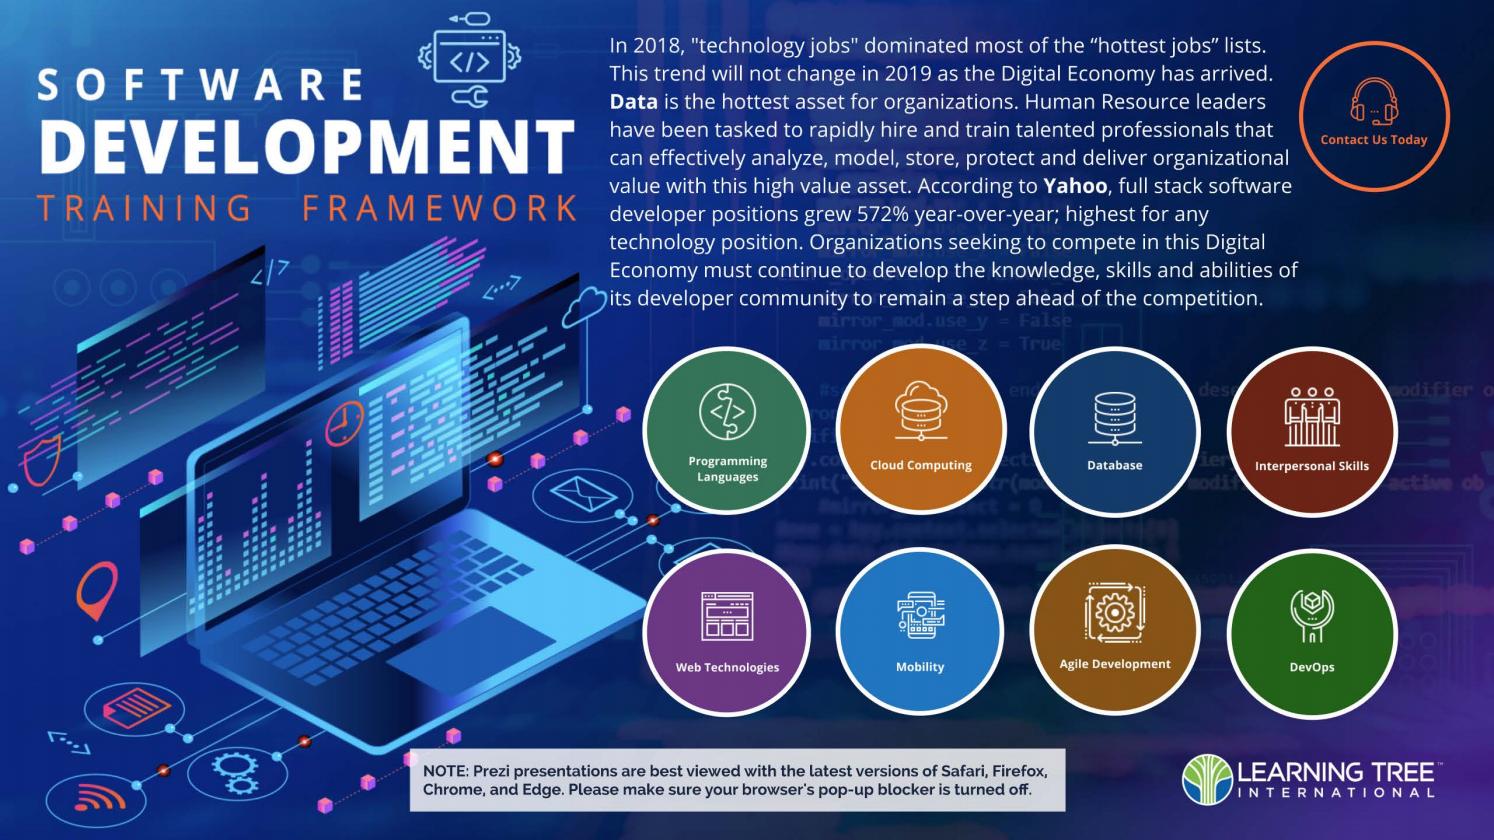 SOFTWARE
DEVELOPMENT
TRAINING FRAMEWORK
In 2018, "technology jobs" dominated most of the “hottest jobs” lists.
This trend will not change in 2019 as the Digital Economy has arrived.
Data is the hottest asset for organizations. Human Resource leaders
have been tasked to rapidly hire and train talented professionals that
can effectively analyze, model, store, protect and deliver organizational
value with this high value asset. According to Yahoo, full stack software
developer positions grew 572% year-over-year; highest for any
technology position. Organizations seeking to compete in this Digital
Economy must continue to develop the knowledge, skills and abilities of
its developer community to remain a step ahead of the competition.
Contact Us Today
mirror_mod.use_y = False
use_z = True
Programming
Languages
Cloud Computing
Database
Interpersonal Skills
Web Technologies
Mobility
Agile Development
DevOps
NOTE: Prezi presentations are best viewed with the latest versions of Safari, Firefox,
Chrome, and Edge. Please make sure your browser's pop-up blocker is turned off.
LEARNING TREE™
INTERNATIONAL